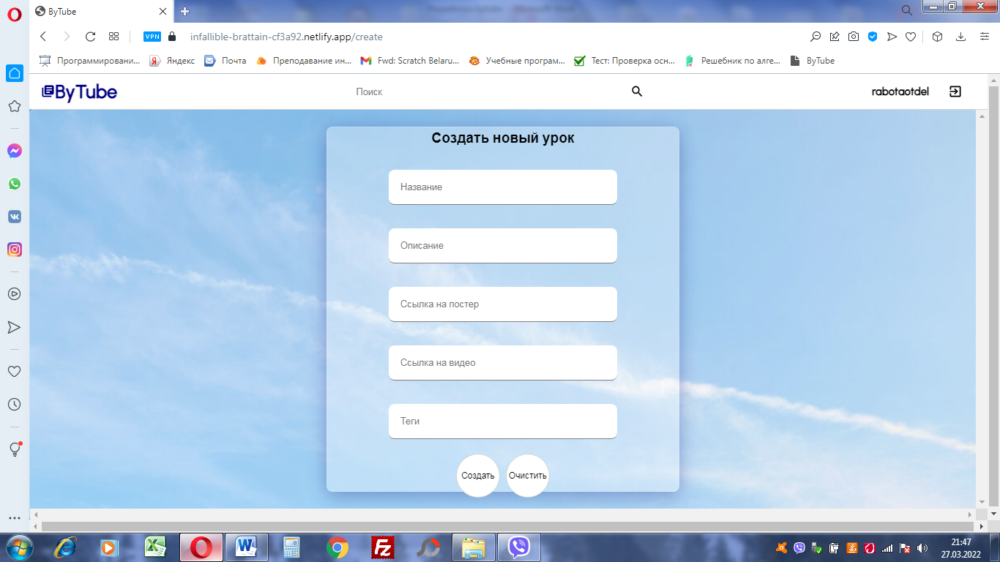 ByTube
VPN
infallible-brattain-cf3a92.netlify.app/create
Программировани...
Яндекс
Почта
Преподавание ин...
Fwd: Scratch Belaru...
Учебные програм...
Тест: Проверка осн...
Решебник по алге...
ByTube
ByTube
Поиск
rabotaotdel
Создать новый урок
Название
Описание
Ссылка на постер
Ссылка на видео
Теги
Создать
Очистить
21:47
27.03.2022